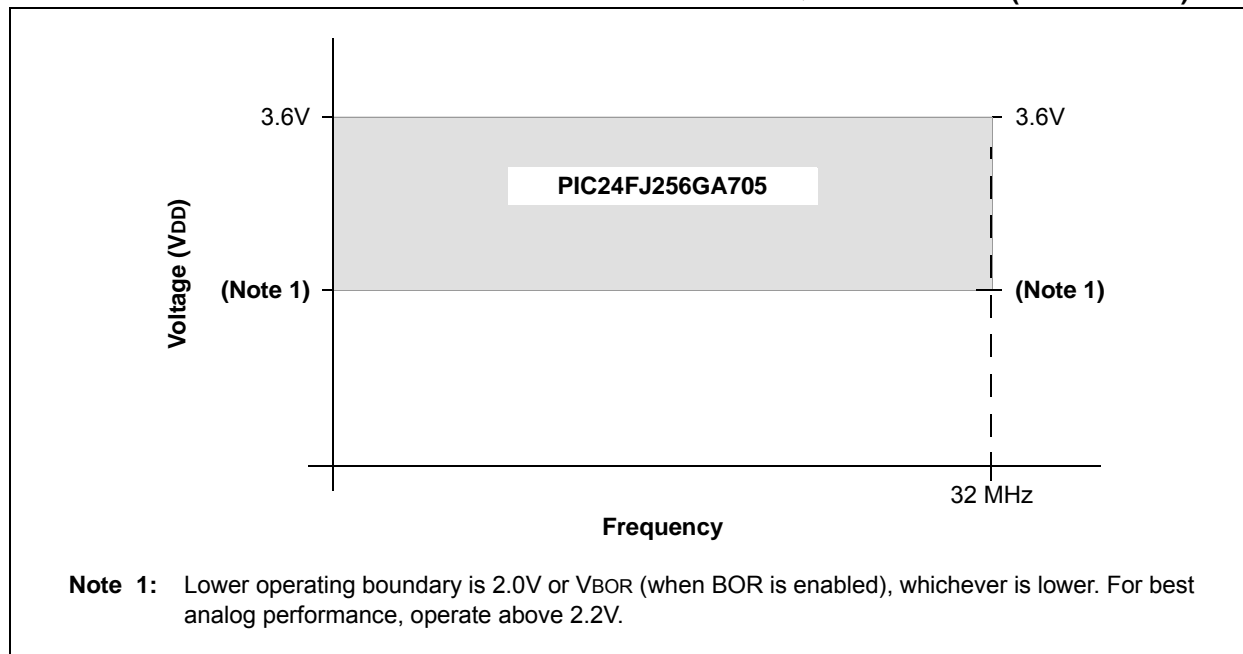 3.6V
3.6V
PIC24FJ256GA705
Voltage (VDD)
(Note 1)
(Note 1)
32 MHz
Frequency
Note 1: Lower operating boundary is 2.0V or VBOR (when BOR is enabled), whichever is lower. For best
analog performance, operate above 2.2V.